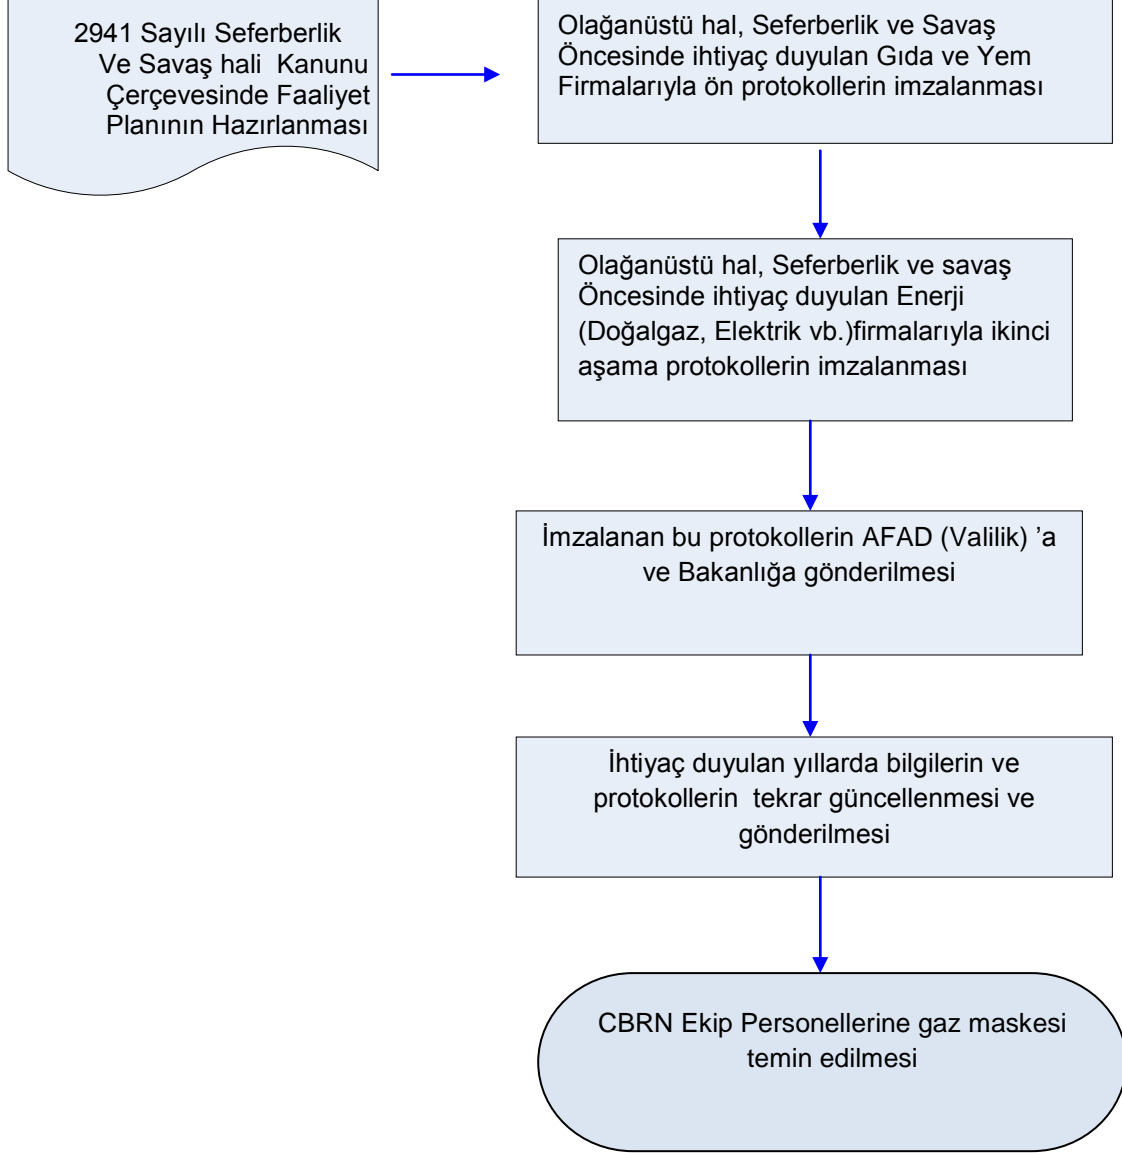 2941 Sayılı Seferberlik
Ve Savaş hali Kanunu
Çerçevesinde Faaliyet
Planının Hazırlanması
Olağanüstü hal, Seferberlik ve Savaş
Öncesinde ihtiyaç duyulan Gıda ve Yem
Firmalarıyla ön protokollerin imzalanması
Olağanüstü hal, Seferberlik ve savaş
Öncesinde ihtiyaç duyulan Enerji
(Doğalgaz, Elektrik vb.)firmalarıyla ikinci
aşama protokollerin imzalanması
İmzalanan bu protokollerin AFAD (Valilik) ’a
ve Bakanlığa gönderilmesi
İhtiyaç duyulan yıllarda bilgilerin ve
protokollerin tekrar güncellenmesi ve
gönderilmesi
CBRN Ekip Personellerine gaz maskesi
temin edilmesi